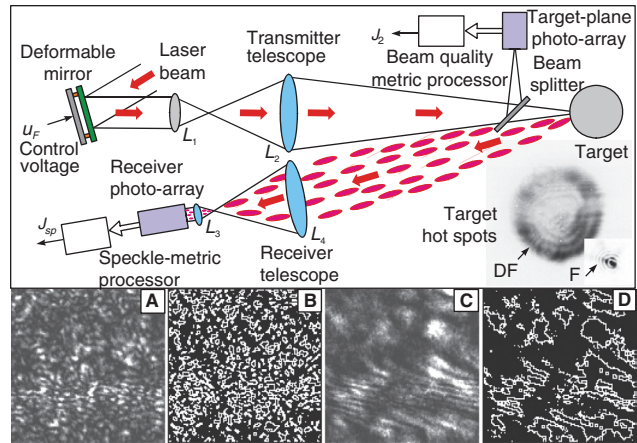 Deformable
mirror
Laser
beam
Transmitter
telescope
J2
Beam quality
metric processor
Target-plane
photo-array
Beam
splitter
uF
Control
voltage
L1
L2
Target
Receiver
photo-array
Jsp
L3
L4
Speckle-metric
processor
Receiver
telescope
Target
hot spots
DF
F
A
B
C
D